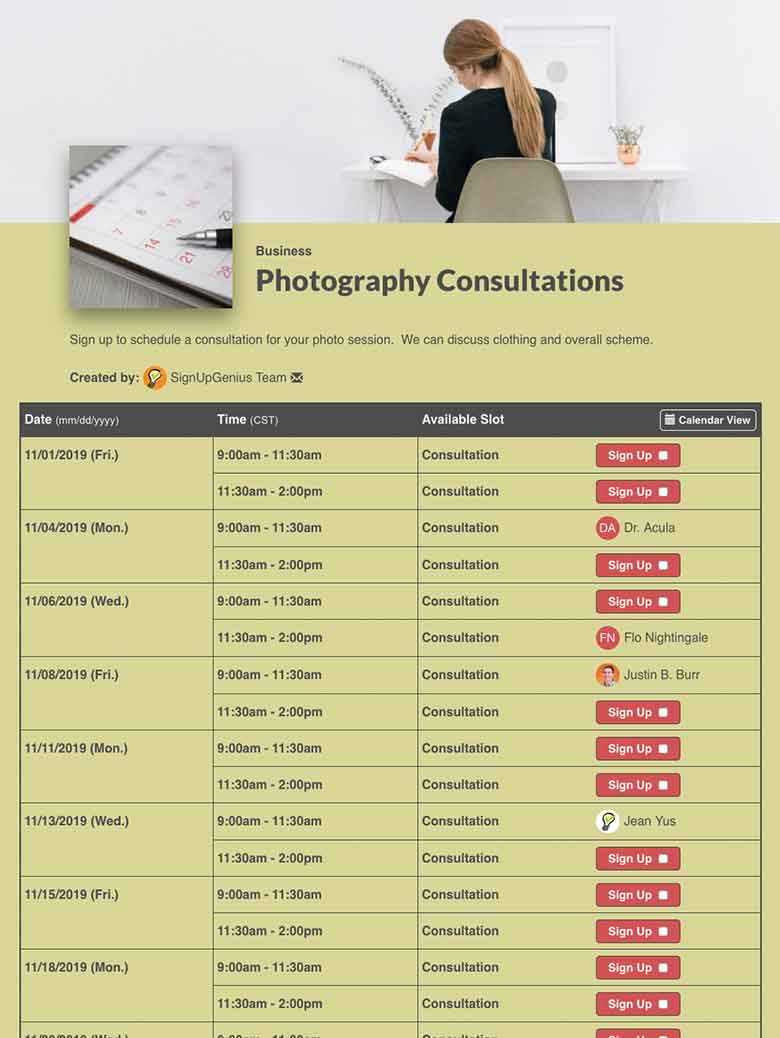 Business
Photography Consultations
Sign up to schedule a consultation for your photo session. We can discuss clothing and overall scheme.
Created by: SignUpGenius Team
Date (mm/dd/yyyy) Time (CST) Available Slot Calendar View
11/01/2019 (Fri.) 9:00am - 11:30am Consultation Sign Up
11:30am - 2:00pm Consultation Sign Up
11/04/2019 (Mon.) 9:00am - 11:30am Consultation DA Dr. Acula
11:30am - 2:00pm Consultation Sign Up
11/06/2019 (Wed.) 9:00am - 11:30am Consultation Sign Up
11:30am - 2:00pm Consultation FN Flo Nightingale
11/08/2019 (Fri.) 9:00am - 11:30am Consultation Justin B. Burr
11:30am - 2:00pm Consultation Sign Up
11/11/2019 (Mon.) 9:00am - 11:30am Consultation Sign Up
11:30am - 2:00pm Consultation Sign Up
11/13/2019 (Wed.) 9:00am - 11:30am Consultation Jean Yus
11:30am - 2:00pm Consultation Sign Up
11/15/2019 (Fri.) 9:00am - 11:30am Consultation Sign Up
11:30am - 2:00pm Consultation Sign Up
11/18/2019 (Mon.) 9:00am - 11:30am Consultation Sign Up
11:30am - 2:00pm Consultation Sign Up